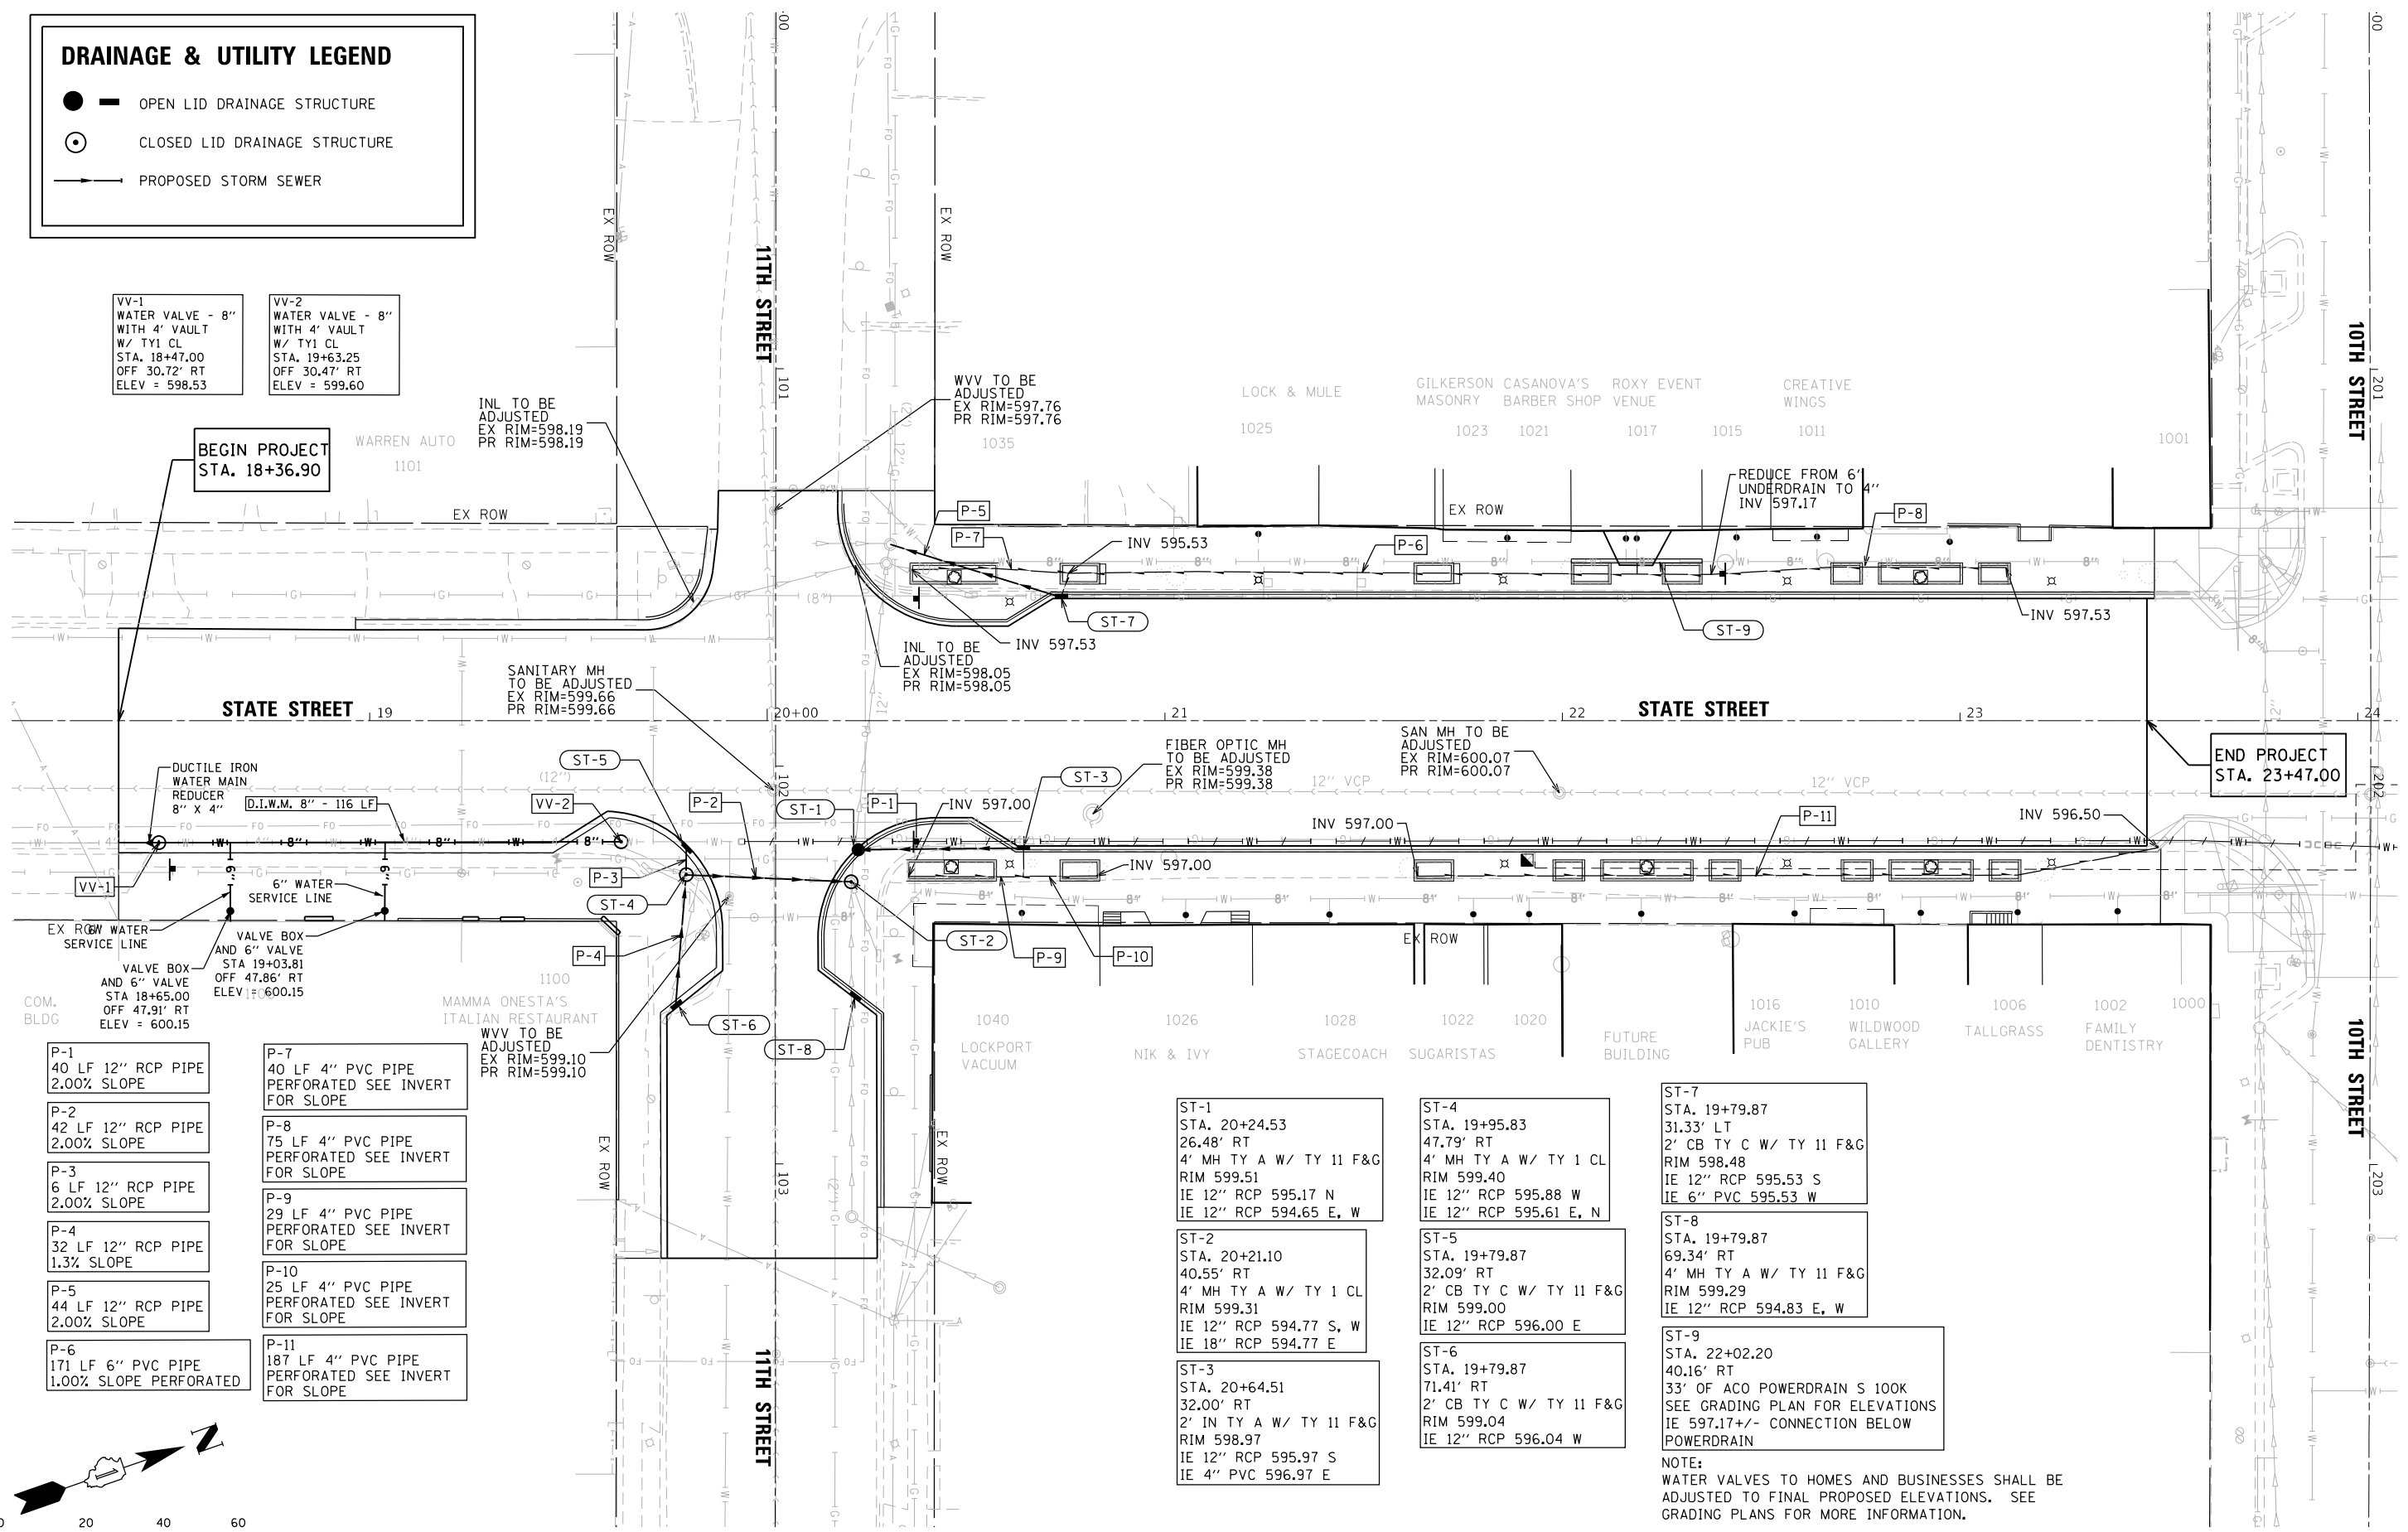 DRAINAGE & UTILITY LEGEND
OPEN LID DRAINAGE STRUCTURE
CLOSED LID DRAINAGE STRUCTURE
PROPOSED STORM SEWER
VV-1
WATER VALVE - 8"
WITH 4' VAULT
W/ TY1 CL
STA. 18+47.00
OFF 30.72' RT
ELEV = 598.53
VV-2
WATER VALVE - 8"
WITH 4' VAULT
W/ TY1 CL
STA. 19+63.25
OFF 30.47' RT
ELEV = 599.60
BEGIN PROJECT
STA. 18+36.90
WARREN AUTO
1101
INL TO BE
ADJUSTED
EX RIM=598.19
PR RIM=598.19
EX ROW
EX ROW
EX ROW
11TH STREET
101
WVV TO BE
ADJUSTED
EX RIM=597.76
PR RIM=597.76
1035
LOCK & MULE
1025
GILKERSON
MASONRY
1023
CASANOVA'S
BARBER SHOP
1021
ROXY EVENT
VENUE
1017
1015
CREATIVE
WINGS
1011
1001
10TH STREET
201
REDUCE FROM 6"
UNDERDRAIN TO 4"
INV 597.17
EX ROW
P-5
P-7
INV 595.53
P-6
P-8
ST-7
INV 597.53
ST-9
INV 597.53
INL TO BE
ADJUSTED
EX RIM=598.05
PR RIM=598.05
SANITARY MH
TO BE ADJUSTED
EX RIM=599.66
PR RIM=599.66
STATE STREET
19
20+00
21
22
STATE STREET
23
24
END PROJECT
STA. 23+47.00
DUCTILE IRON
WATER MAIN
REDUCER
8" X 4"
D.I.W.M. 8" - 116 LF
(12")
ST-5
VV-2
P-2
ST-1
102
P-1
INV 597.00
ST-3
FIBER OPTIC MH
TO BE ADJUSTED
EX RIM=599.38
PR RIM=599.38
12" VCP
SAN MH TO BE
ADJUSTED
EX RIM=600.07
PR RIM=600.07
12" VCP
INV 597.00
P-11
INV 596.50
202
INV 597.00
VV-1
6"
6"
6" WATER
SERVICE LINE
P-3
ST-4
ST-2
P-4
P-9
P-10
EX ROW
EX ROW
6" WATER
SERVICE LINE
VALVE BOX
AND 6" VALVE
STA 18+65.00
OFF 47.91' RT
ELEV = 600.15
VALVE BOX
AND 6" VALVE
STA 19+03.81
OFF 47.86' RT
ELEV = 600.15
COM.
BLDG
1100
MAMMA ONESTA'S
ITALIAN RESTAURANT
WVV TO BE
ADJUSTED
EX RIM=599.10
PR RIM=599.10
ST-6
ST-8
1040
LOCKPORT
VACUUM
1026
NIK & IVY
1028
STAGECOACH
1022
SUGARISTAS
1020
FUTURE
BUILDING
1016
JACKIE'S
PUB
1010
WILDWOOD
GALLERY
1006
TALLGRASS
1002
FAMILY
DENTISTRY
1000
10TH STREET
203
EX ROW
EX ROW
103
11TH STREET
P-1
40 LF 12" RCP PIPE
2.00% SLOPE
P-2
42 LF 12" RCP PIPE
2.00% SLOPE
P-3
6 LF 12" RCP PIPE
2.00% SLOPE
P-4
32 LF 12" RCP PIPE
1.3% SLOPE
P-5
44 LF 12" RCP PIPE
2.00% SLOPE
P-6
171 LF 6" PVC PIPE
1.00% SLOPE PERFORATED
P-7
40 LF 4" PVC PIPE
PERFORATED SEE INVERT
FOR SLOPE
P-8
75 LF 4" PVC PIPE
PERFORATED SEE INVERT
FOR SLOPE
P-9
29 LF 4" PVC PIPE
PERFORATED SEE INVERT
FOR SLOPE
P-10
25 LF 4" PVC PIPE
PERFORATED SEE INVERT
FOR SLOPE
P-11
187 LF 4" PVC PIPE
PERFORATED SEE INVERT
FOR SLOPE
ST-1
STA. 20+24.53
26.48' RT
4' MH TY A W/ TY 11 F&G
RIM 599.51
IE 12" RCP 595.17 N
IE 12" RCP 594.65 E, W
ST-2
STA. 20+21.10
40.55' RT
4' MH TY A W/ TY 1 CL
RIM 599.31
IE 12" RCP 594.77 S, W
IE 18" RCP 594.77 E
ST-3
STA. 20+64.51
32.00' RT
2' IN TY A W/ TY 11 F&G
RIM 598.97
IE 12" RCP 595.97 S
IE 4" PVC 596.97 E
ST-4
STA. 19+95.83
47.79' RT
4' MH TY A W/ TY 1 CL
RIM 599.40
IE 12" RCP 595.88 W
IE 12" RCP 595.61 E, N
ST-5
STA. 19+79.87
32.09' RT
2' CB TY C W/ TY 11 F&G
RIM 599.00
IE 12" RCP 596.00 E
ST-6
STA. 19+79.87
71.41' RT
2' CB TY C W/ TY 11 F&G
RIM 599.04
IE 12" RCP 596.04 W
ST-7
STA. 19+79.87
31.33' LT
2' CB TY C W/ TY 11 F&G
RIM 598.48
IE 12" RCP 595.53 S
IE 6" PVC 595.53 W
ST-8
STA. 19+79.87
69.34' RT
4' MH TY A W/ TY 11 F&G
RIM 599.29
IE 12" RCP 594.83 E, W
ST-9
STA. 22+02.20
40.16' RT
33' OF ACO POWERDRAIN S 100K
SEE GRADING PLAN FOR ELEVATIONS
IE 597.17+/- CONNECTION BELOW
POWERDRAIN
NOTE:
WATER VALVES TO HOMES AND BUSINESSES SHALL BE
ADJUSTED TO FINAL PROPOSED ELEVATIONS. SEE
GRADING PLANS FOR MORE INFORMATION.
N
20 40 60